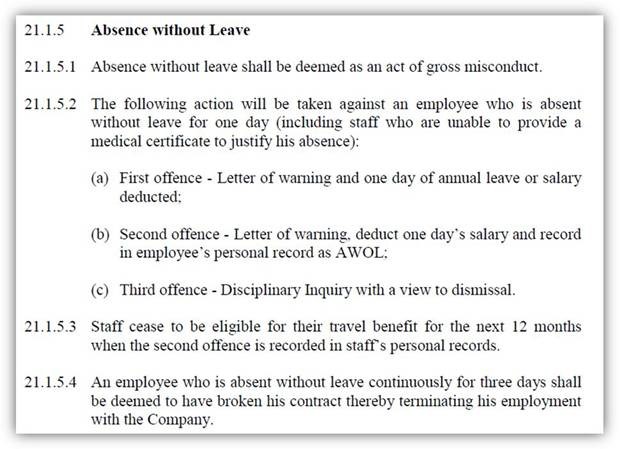 21.1.5 Absence without Leave
21.1.5.1 Absence without leave shall be deemed as an act of gross misconduct.
21.1.5.2 The following action will be taken against an employee who is absent
without leave for one day (including staff who are unable to provide a
medical certificate to justify his absence):
(a) First offence - Letter of warning and one day of annual leave or salary
deducted;
(b) Second offence - Letter of warning, deduct one day's salary and record
in employee's personal record as AWOL;
(c) Third offence - Disciplinary Inquiry with a view to dismissal.
21.1.5.3 Staff cease to be eligible for their travel benefit for the next 12 months
when the second offence is recorded in staff's personal records.
21.1.5.4 An employee who is absent without leave continuously for three days shall
be deemed to have broken his contract thereby terminating his employment
with the Company.